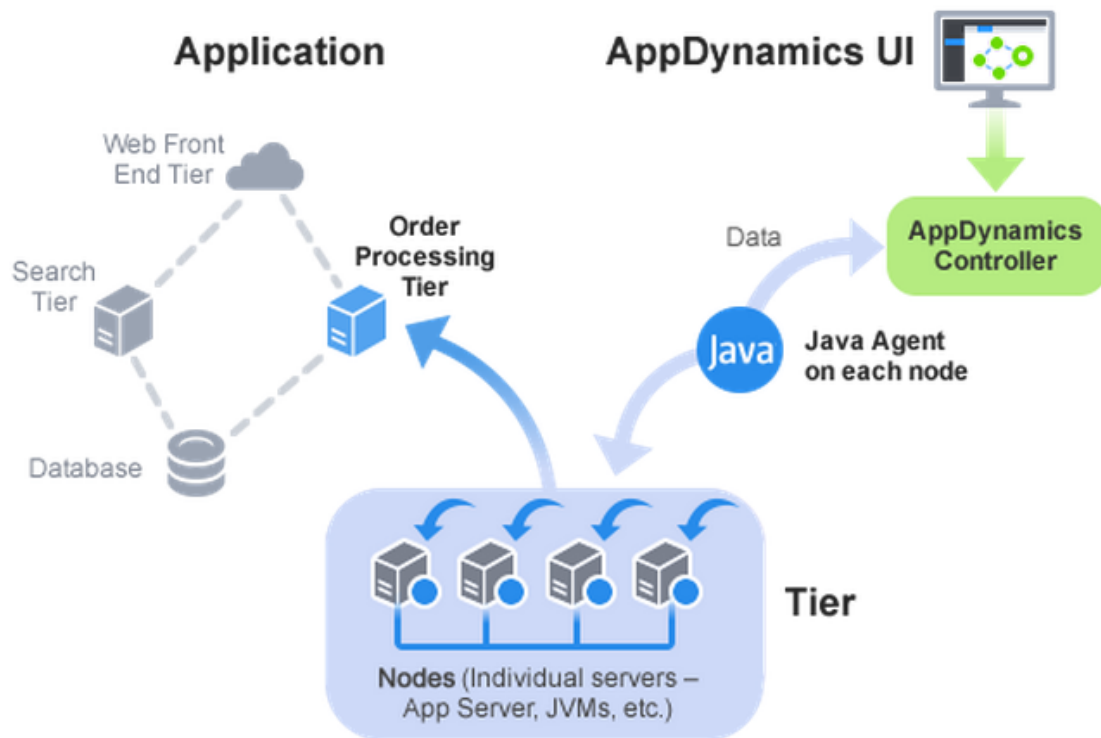 Application
AppDynamics UI
Web Front
End Tier
Order
Processing
Tier
Search
Tier
Database
Data
AppDynamics
Controller
Java
Java Agent
on each node
Tier
Nodes (Individual servers –
App Server, JVMs, etc.)